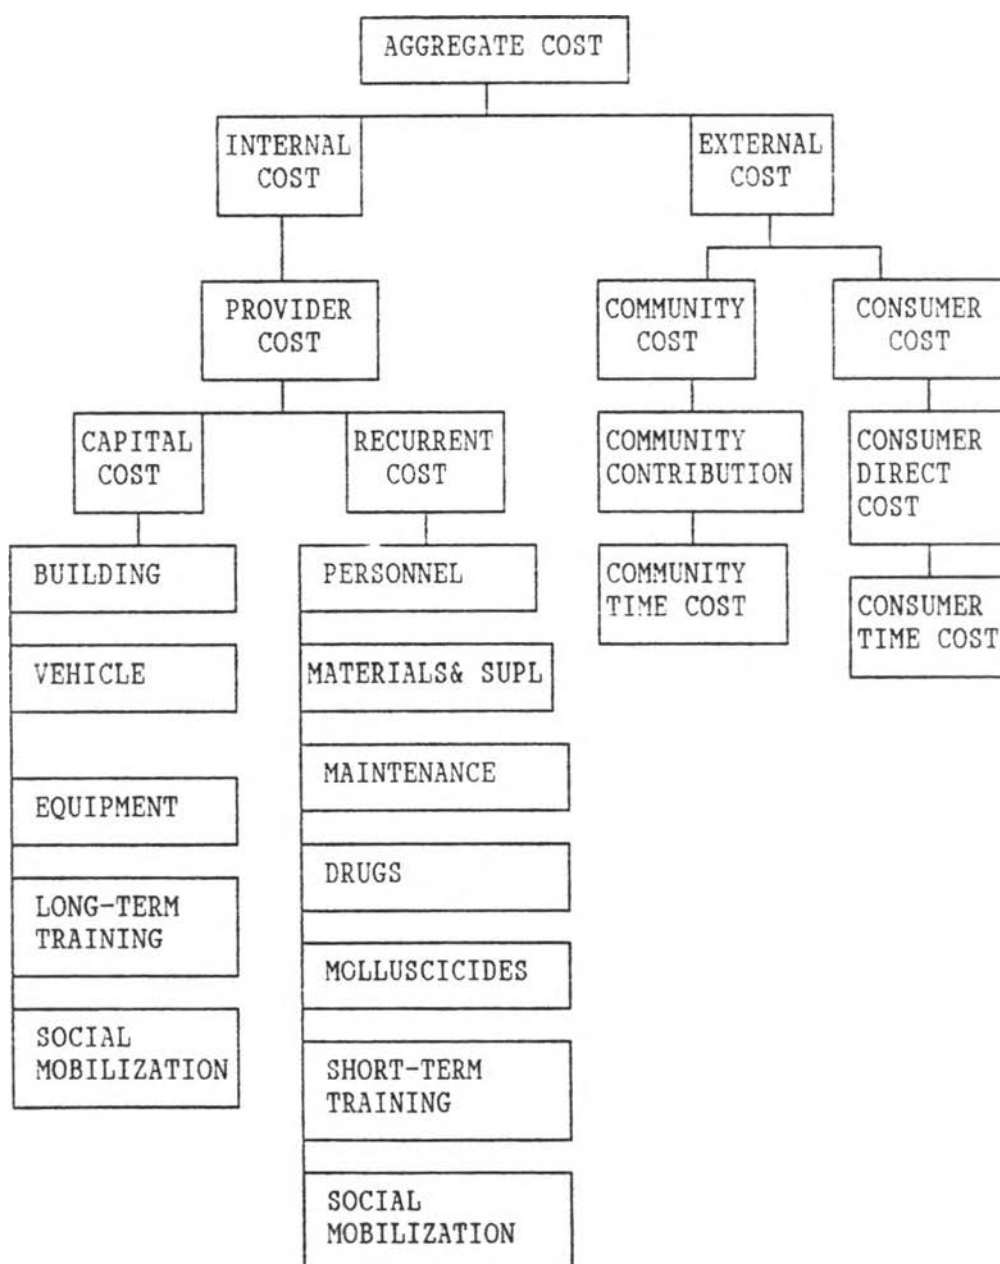 AGGREGATE COST
INTERNAL
COST
EXTERNAL
COST
PROVIDER
COST
COMMUNITY
COST
CONSUMER
COST
CAPITAL
COST
RECURRENT
COST
COMMUNITY
CONTRIBUTION
CONSUMER
DIRECT
COST
BUILDING
PERSONNEL
COMMUNITY
TIME COST
CONSUMER
TIME COST
VEHICLE
MATERIALS& SUPL
MAINTENANCE
EQUIPMENT
DRUGS
LONG-TERM
TRAINING
MOLLUSCICIDES
SOCIAL
MOBILIZATION
SHORT-TERM
TRAINING
SOCIAL
MOBILIZATION